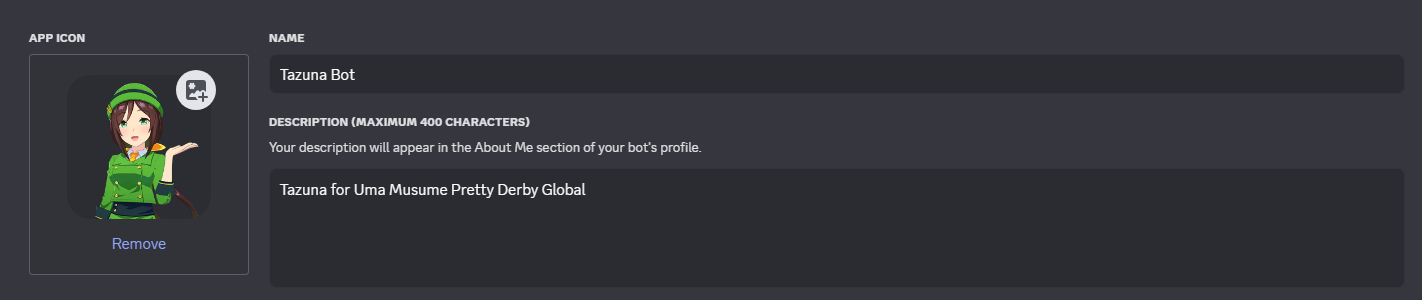 APP ICON
NAME
Tazuna Bot
DESCRIPTION (MAXIMUM 400 CHARACTERS)
Your description will appear in the About Me section of your bot's profile.
Tazuna for Uma Musume Pretty Derby Global
Remove